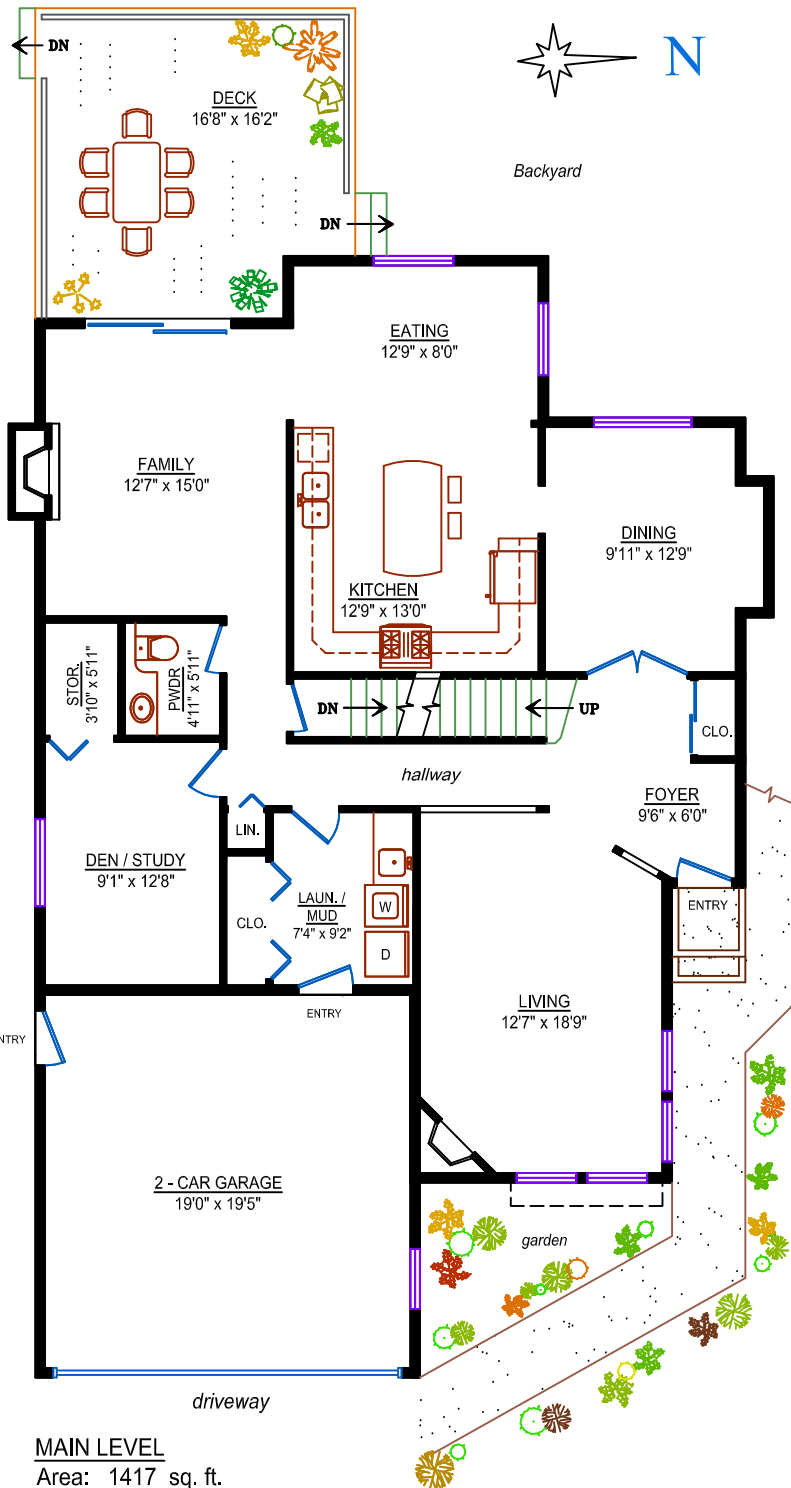 DN
N
DECK
16'8" x 16'2"
Backyard
DN
EATING
12'9" x 8'0"
FAMILY
12'7" x 15'0"
DINING
9'11" x 12'9"
KITCHEN
12'9" x 13'0"
STOR.
3'10" x 5'11"
PWDR
4'11" x 5'11"
DN
UP
CLO.
hallway
FOYER
9'6" x 6'0"
LIN.
DEN / STUDY
9'1" x 12'8"
CLO.
LAUN. /
MUD
7'4" x 9'2"
W
D
ENTRY
LIVING
12'7" x 18'9"
ENTRY
NTRY
2 - CAR GARAGE
19'0" x 19'5"
garden
driveway
MAIN LEVEL
Area: 1417 sq. ft.